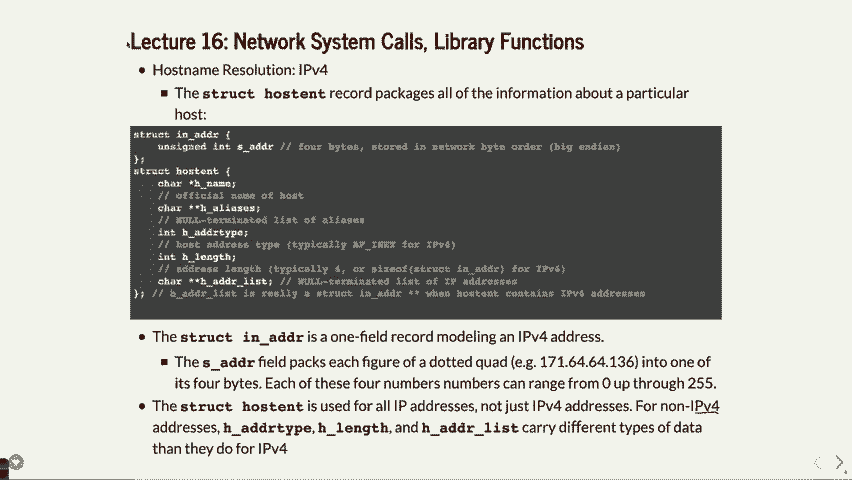 Lecture 16: Network System Calls, Library Functions
• Hostname Resolution: IPv4
▪ The struct hostent record packages all of the information about a particular
host:
struct in_addr {
unsigned int s_addr // four bytes, stored in network byte order (big endian)
};
struct hostent {
char *h_name;
// official name of host
char **h_aliases;
// NULL-terminated list of aliases
int h_addrtype;
// host address type (typically AF_INET for IPv4)
int h_length;
// address length (typically 4, or sizeof(struct in_addr) for IPv4)
char **h_addr_list; // NULL-terminated list of IP addresses
}; // h_addr_list is really a struct in_addr ** when hostent contains IPv4 addresses
• The struct in_addr is a one-field record modeling an IPv4 address.
▪ The s_addr field packs each figure of a dotted quad (e.g. 171.64.64.136) into one of
its four bytes. Each of these four numbers numbers can range from 0 up through 255.
• The struct hostent is used for all IP addresses, not just IPv4 addresses. For non-IPv4
addresses, h_addrtype, h_length, and h_addr_list carry different types of data
than they do for IPv4
4